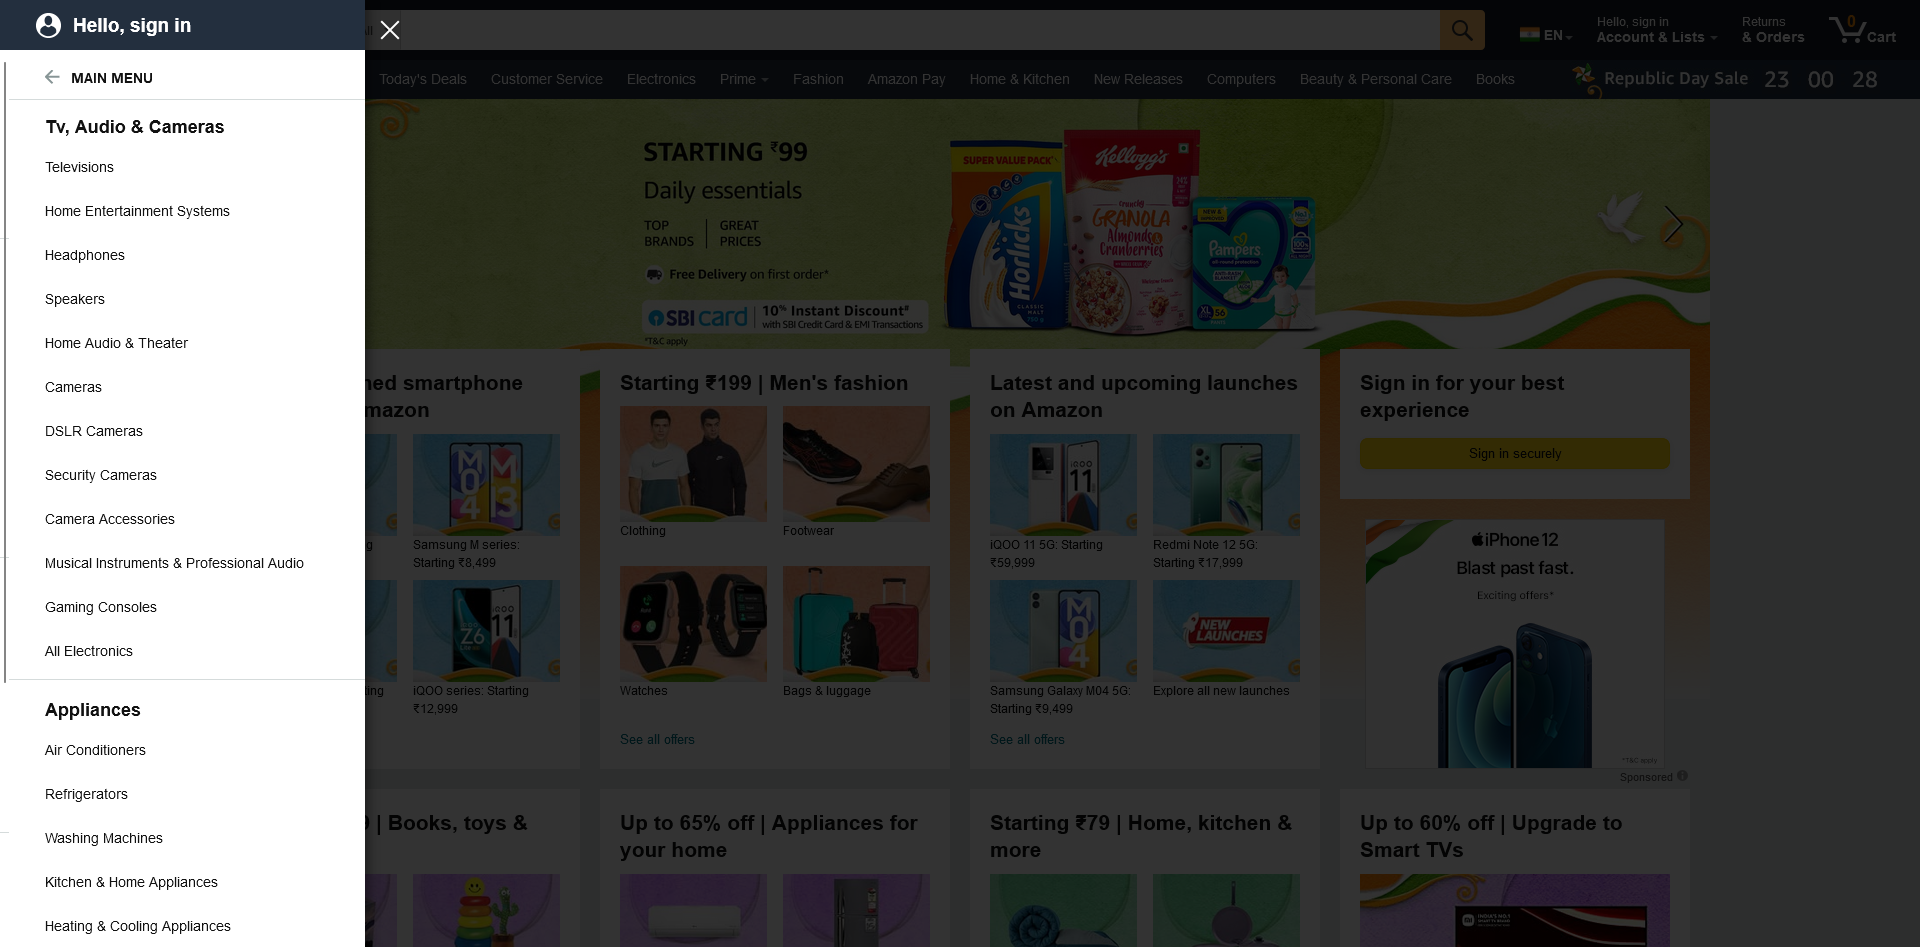 Hello, sign in
MAIN MENU
Tv, Audio & Cameras
Televisions
Home Entertainment Systems
Headphones
Speakers
Home Audio & Theater
Cameras
DSLR Cameras
Security Cameras
Camera Accessories
Musical Instruments & Professional Audio
Gaming Consoles
All Electronics
Appliances
Air Conditioners
Refrigerators
Washing Machines
Kitchen & Home Appliances
Heating & Cooling Appliances
EN
Hello, sign in
Account & Lists
Returns
& Orders
0
Cart
Today's Deals Customer Service Electronics Prime Fashion Amazon Pay Home & Kitchen New Releases Computers Beauty & Personal Care Books
Republic Day Sale 23 00 28
STARTING ₹99
Daily essentials
TOP BRANDS
GREAT PRICES
Free Delivery on first order*
SBI card
10% Instant Discount#
with SBI Credit Card & EMI Transactions
*T&C apply
SUPER VALUE PACK
Horlicks
CLASSIC MALT
Kellogg's
CRUNCHY
GRANOLA
Almonds &
Cranberries
Pampers
XL 56
smartphone
Samsung M series:
Starting ₹8,499
iQOO series: Starting
₹12,999
Starting ₹199 | Men's fashion
Clothing
Footwear
Watches
Bags & luggage
See all offers
Latest and upcoming launches
on Amazon
iQOO 11 5G: Starting
₹59,999
Redmi Note 12 5G:
Starting ₹17,999
NEW
LAUNCHES
Samsung Galaxy M04 5G:
Starting ₹9,499
Explore all new launches
See all offers
Sign in for your best
experience
Sign in securely
iPhone 12
Blast past fast.
Exciting offers*
*T&C apply
Sponsored
| Books, toys &
Up to 65% off | Appliances for
your home
Starting ₹79 | Home, kitchen &
more
Up to 60% off | Upgrade to
Smart TVs